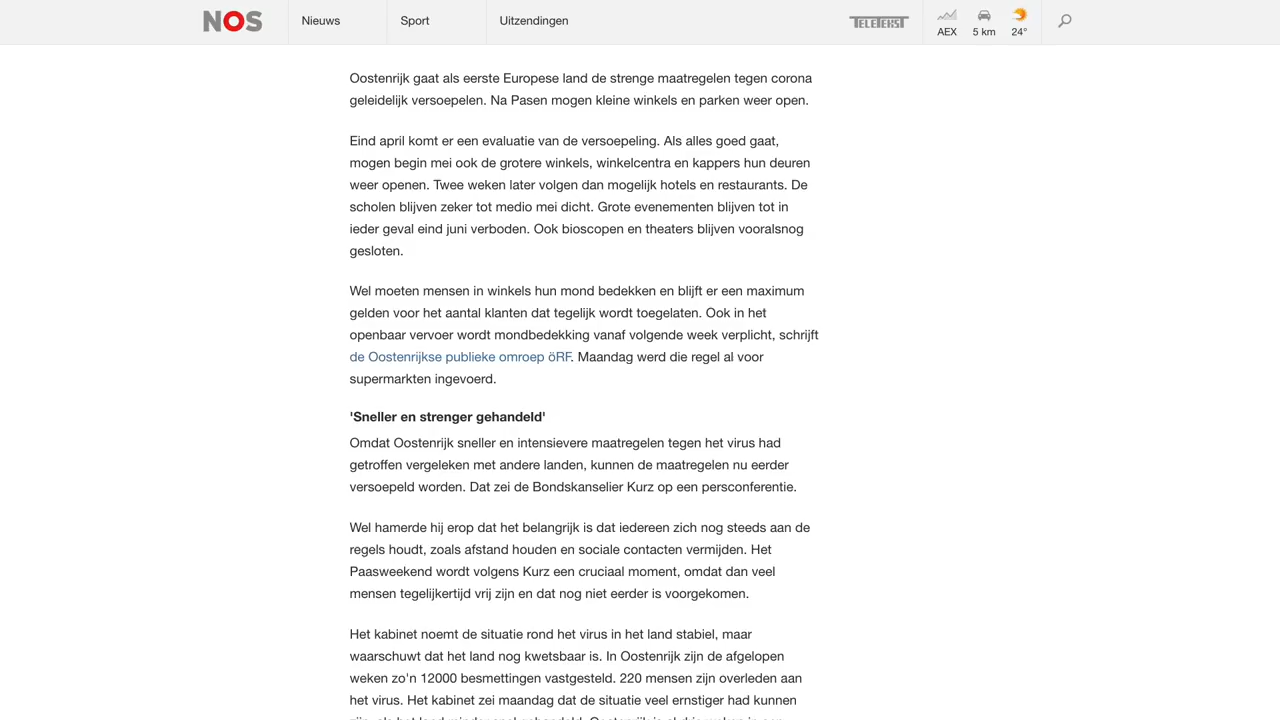 NOS
Nieuws
Sport
Uitzendingen
TELETEKST
AEX
5 km
24°
Oostenrijk gaat als eerste Europese land de strenge maatregelen tegen corona
geleidelijk versoepelen. Na Pasen mogen kleine winkels en parken weer open.
Eind april komt er een evaluatie van de versoepeling. Als alles goed gaat,
mogen begin mei ook de grotere winkels, winkelcentra en kappers hun deuren
weer openen. Twee weken later volgen dan mogelijk hotels en restaurants. De
scholen blijven zeker tot medio mei dicht. Grote evenementen blijven tot in
ieder geval eind juni verboden. Ook bioscopen en theaters blijven vooralsnog
gesloten.
Wel moeten mensen in winkels hun mond bedekken en blijft er een maximum
gelden voor het aantal klanten dat tegelijk wordt toegelaten. Ook in het
openbaar vervoer wordt mondbedekking vanaf volgende week verplicht, schrijft
de Oostenrijkse publieke omroep öRF. Maandag werd die regel al voor
supermarkten ingevoerd.
'Sneller en strenger gehandeld'
Omdat Oostenrijk sneller en intensievere maatregelen tegen het virus had
getroffen vergeleken met andere landen, kunnen de maatregelen nu eerder
versoepeld worden. Dat zei de Bondskanselier Kurz op een persconferentie.
Wel hamerde hij erop dat het belangrijk is dat iedereen zich nog steeds aan de
regels houdt, zoals afstand houden en sociale contacten vermijden. Het
Paasweekend wordt volgens Kurz een cruciaal moment, omdat dan veel
mensen tegelijkertijd vrij zijn en dat nog niet eerder is voorgekomen.
Het kabinet noemt de situatie rond het virus in het land stabiel, maar
waarschuwt dat het land nog kwetsbaar is. In Oostenrijk zijn de afgelopen
weken zo'n 12000 besmettingen vastgesteld. 220 mensen zijn overleden aan
het virus. Het kabinet zei maandag dat de situatie veel ernstiger had kunnen